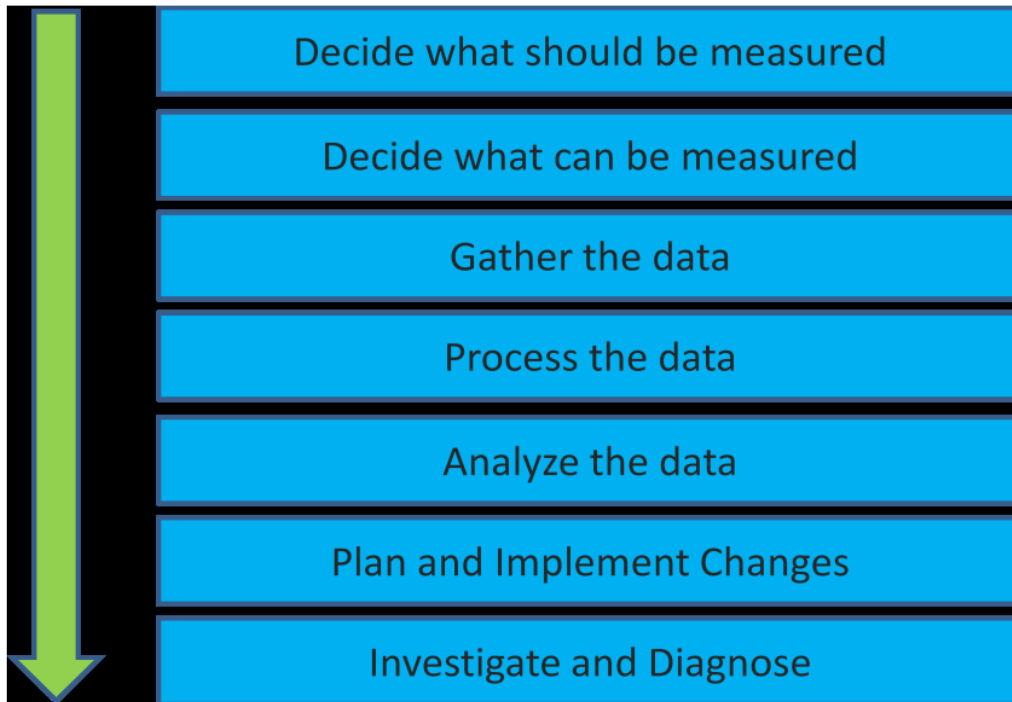 Decide what should be measured
Decide what can be measured
Gather the data
Process the data
Analyze the data
Plan and Implement Changes
Investigate and Diagnose